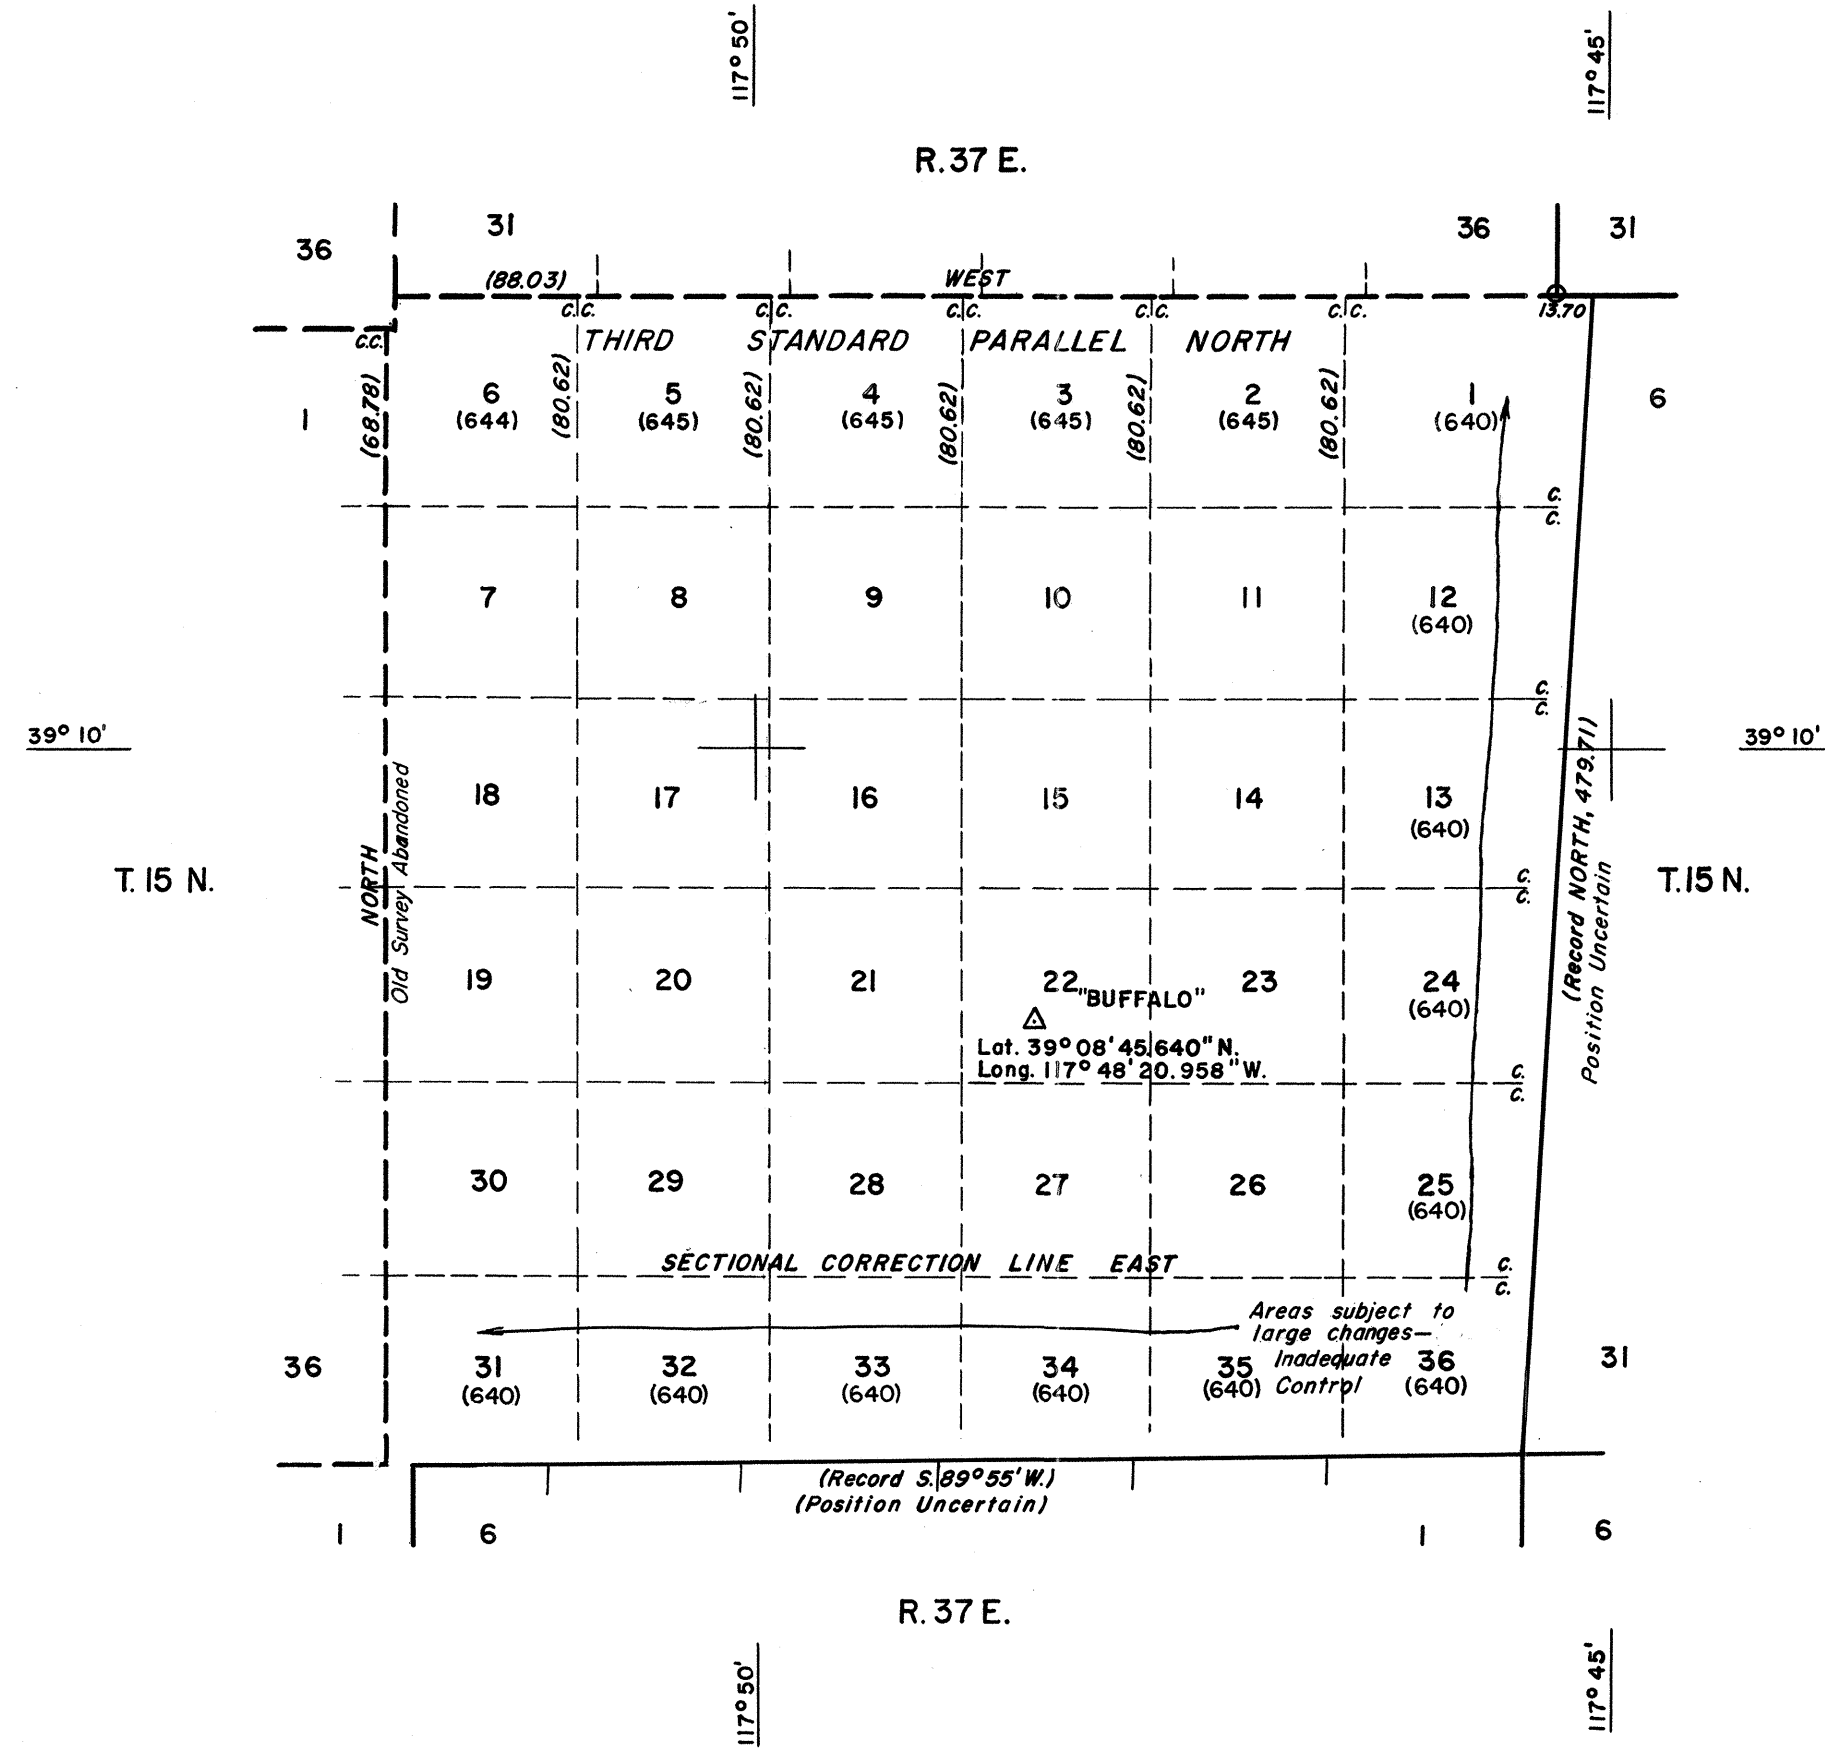 117° 50'
117° 45'
R. 37 E.
36
31
36
31
(88.03)
WEST
C.C.
C.C.
C.C.
C.C.
C.C.
C.C.
13.70
THIRD STANDARD PARALLEL NORTH
1
(68.78)
6
(644)
(80.62)
5
(645)
(80.62)
4
(645)
(80.62)
3
(645)
(80.62)
2
(645)
(80.62)
1
(640)
6
C.
C.
7
8
9
10
11
12
(640)
C.
C.
39° 10'
39° 10'
18
17
16
15
14
13
(640)
(Record NORTH, 479.71)
Position Uncertain
T. 15 N.
NORTH
Old Survey Abandoned
T. 15 N.
C.
C.
19
20
21
22
"BUFFALO"
23
24
(640)
Lat. 39° 08' 45.640" N.
Long. 117° 48' 20.958" W.
C.
C.
30
29
28
27
26
25
(640)
SECTIONAL CORRECTION LINE EAST
C.
C.
Areas subject to
large changes—
Inadequate
Control
36
31
(640)
32
(640)
33
(640)
34
(640)
35
(640)
36
(640)
31
(Record S. 89° 55' W.)
(Position Uncertain)
1
6
1
6
R. 37 E.
117° 50'
117° 45'